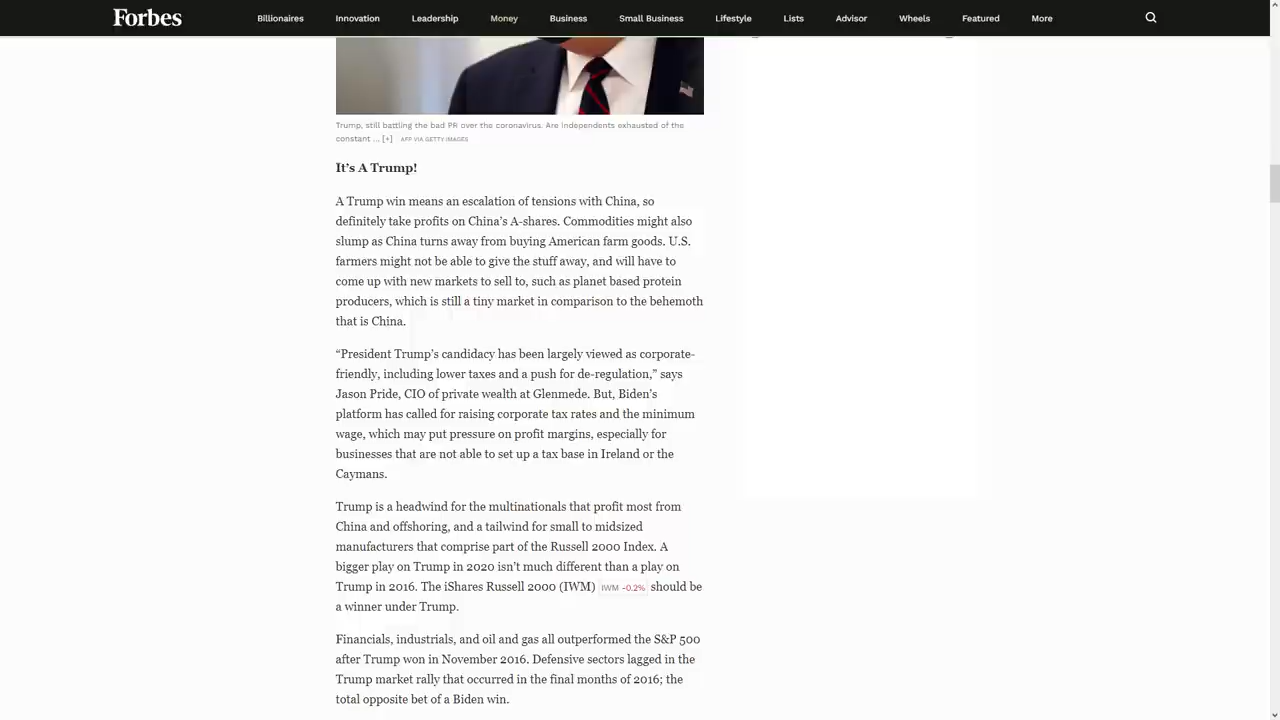 Forbes
Billionaires
Innovation
Leadership
Money
Business
Small Business
Lifestyle
Lists
Advisor
Wheels
Featured
More
Trump, still battling the bad PR over the coronavirus. Are Independents exhausted of the
constant ... [+] AFP VIA GETTY IMAGES
It's A Trump!
A Trump win means an escalation of tensions with China, so
definitely take profits on China's A-shares. Commodities might also
slump as China turns away from buying American farm goods. U.S.
farmers might not be able to give the stuff away, and will have to
come up with new markets to sell to, such as planet based protein
producers, which is still a tiny market in comparison to the behemoth
that is China.
“President Trump's candidacy has been largely viewed as corporate-
friendly, including lower taxes and a push for de-regulation,” says
Jason Pride, CIO of private wealth at Glenmede. But, Biden's
platform has called for raising corporate tax rates and the minimum
wage, which may put pressure on profit margins, especially for
businesses that are not able to set up a tax base in Ireland or the
Caymans.
Trump is a headwind for the multinationals that profit most from
China and offshoring, and a tailwind for small to midsized
manufacturers that comprise part of the Russell 2000 Index. A
bigger play on Trump in 2020 isn't much different than a play on
Trump in 2016. The iShares Russell 2000 (IWM) IWM -0.2% should be
a winner under Trump.
Financials, industrials, and oil and gas all outperformed the S&P 500
after Trump won in November 2016. Defensive sectors lagged in the
Trump market rally that occurred in the final months of 2016; the
total opposite bet of a Biden win.